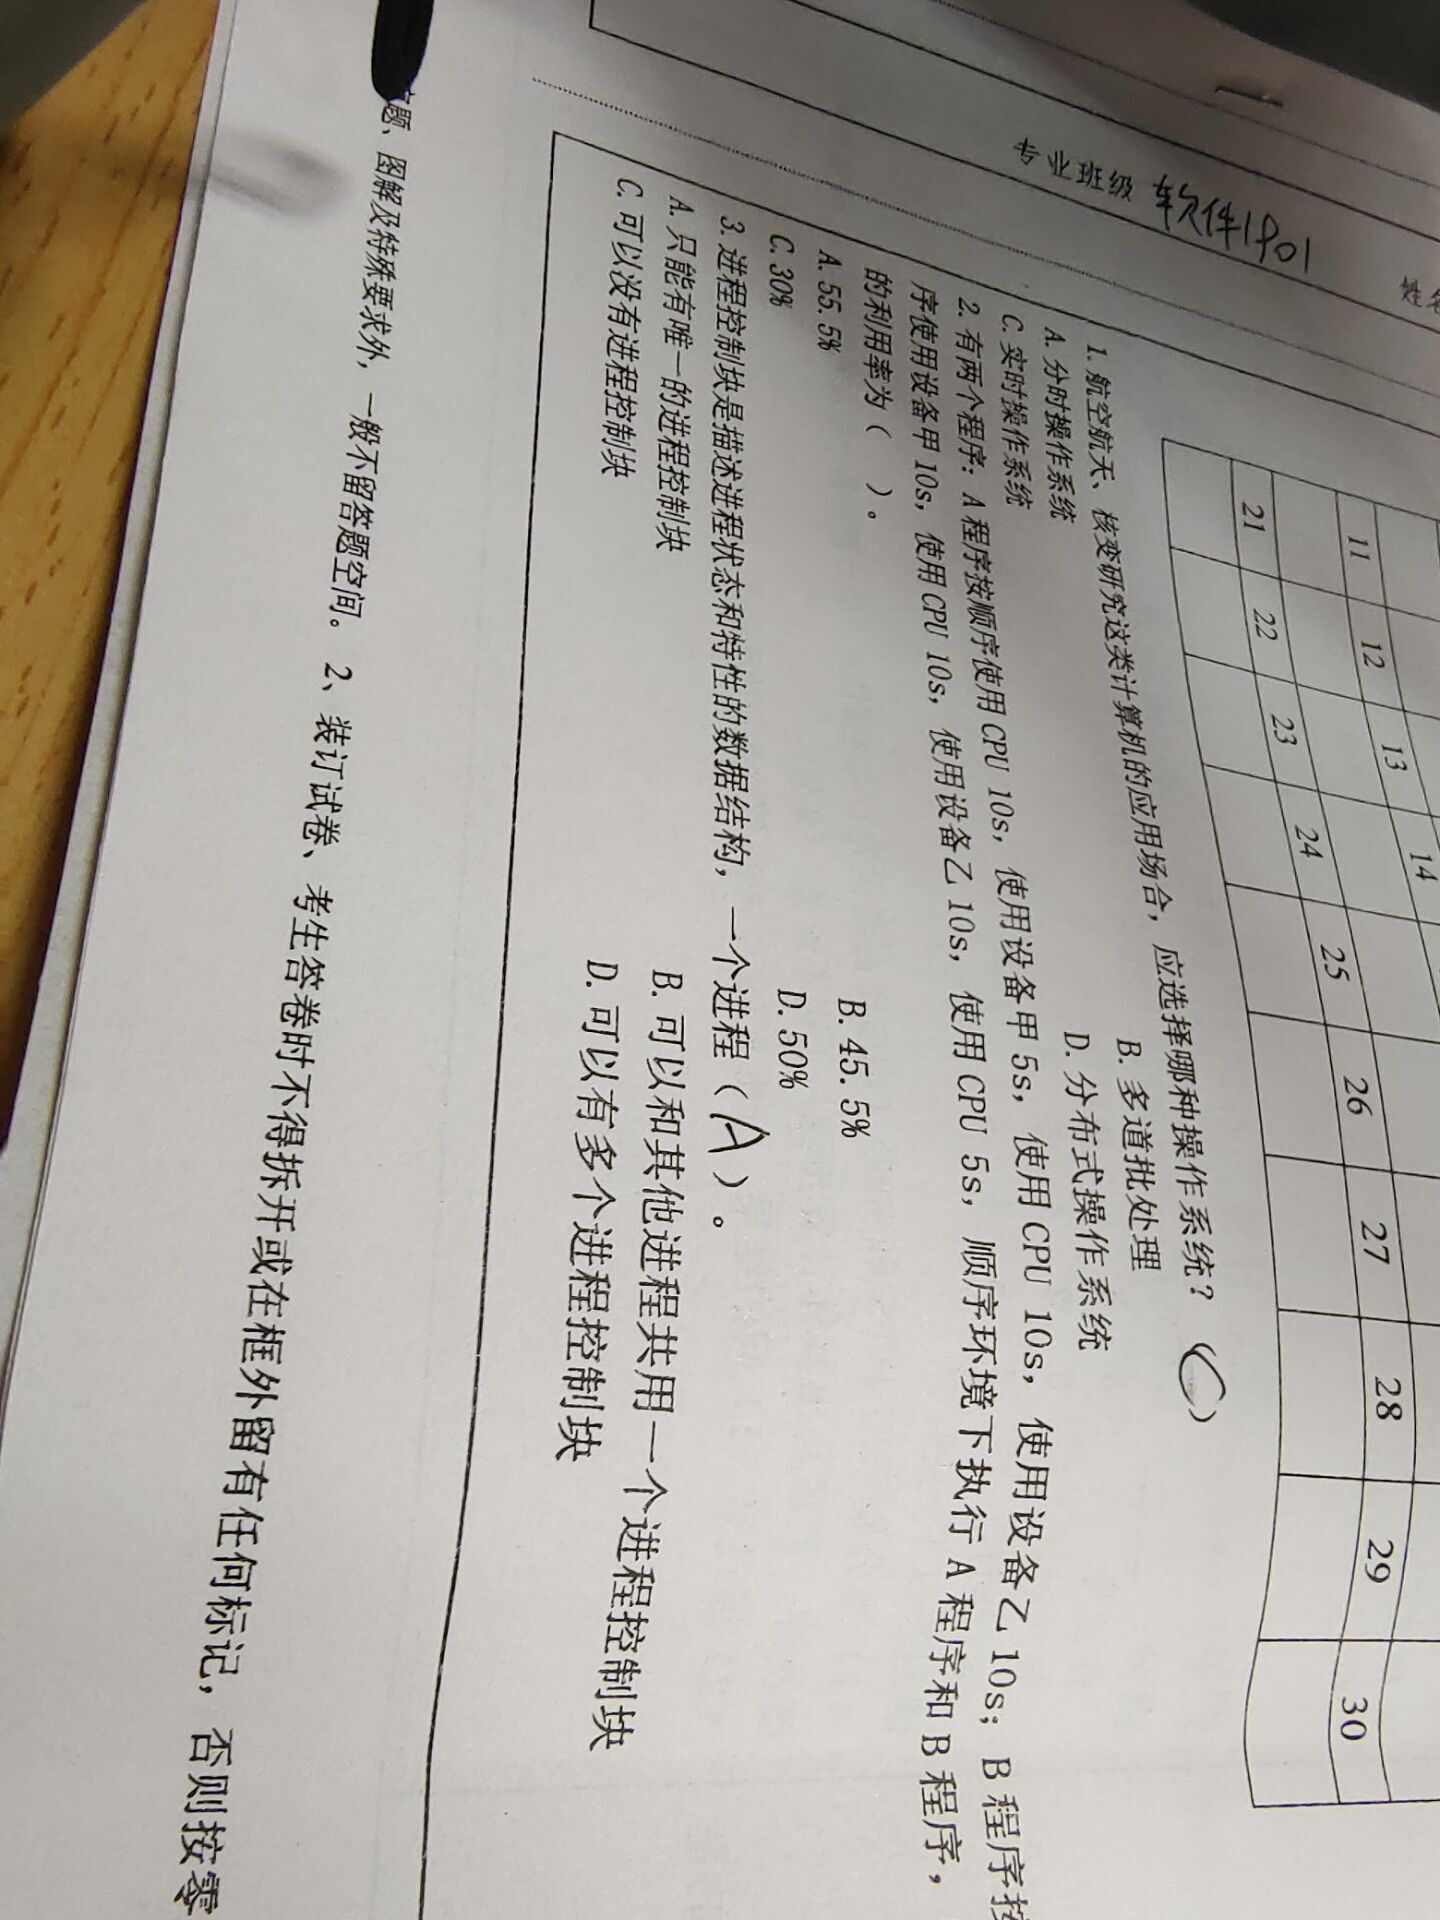 11 12 13 14
21 22 23 24 25 26 27 28 29 30
专业班级 软件1901
1. 航空航天、核变研究这类计算机的应用场合，应选择哪种操作系统？（C）
A. 分时操作系统 B. 多道批处理
C. 实时操作系统 D. 分布式操作系统
2. 有两个程序：A 程序按顺序使用 CPU 10s，使用设备甲 5s，使用 CPU 10s，使用设备乙 10s；B 程序按
序使用设备甲 10s，使用 CPU 10s，使用设备乙 10s，使用 CPU 5s，顺序环境下执行 A 程序和 B 程序，
的利用率为（ ）。
A. 55.5% B. 45.5%
C. 30% D. 50%
3. 进程控制块是描述进程状态和特性的数据结构，一个进程（A）。
A. 只能有唯一的进程控制块 B. 可以和其他进程共用一个进程控制块
C. 可以没有进程控制块 D. 可以有多个进程控制块
题、图解及特殊要求外，一般不留答题空间。 2、装订试卷、考生答卷时不得拆开或在框外留有任何标记，否则按零